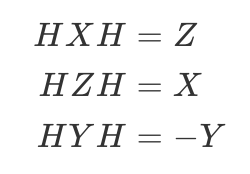 HXH = Z
HZH = X
HYH = −Y